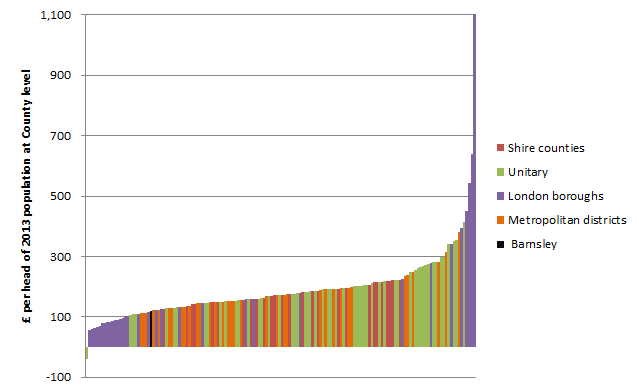 £ per head of 2013 population at County level
1,100
900
700
500
300
100
-100
Shire counties
Unitary
London boroughs
Metropolitan districts
Barnsley